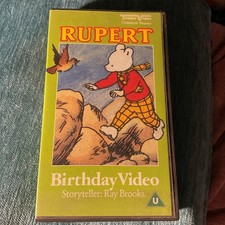 RUPERT
Birthday Video
Storyteller: Ray Brooks.
U